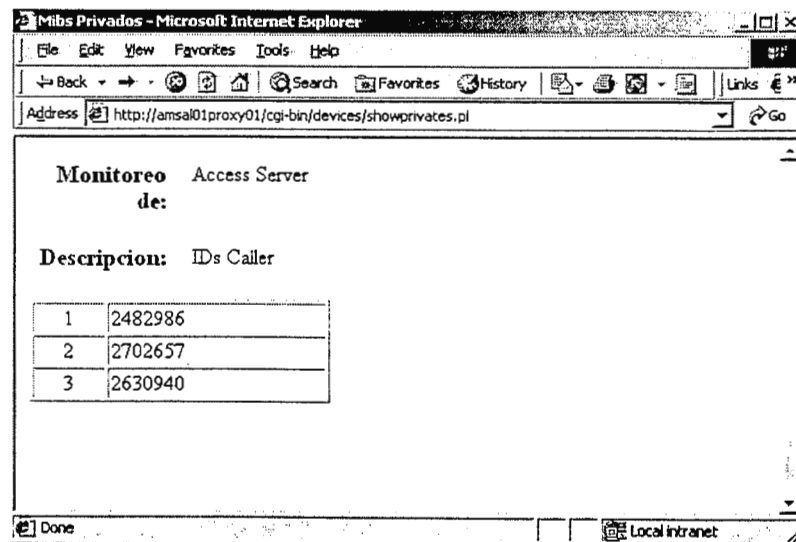 Mibs Privados - Microsoft Internet Explorer
File Edit View Favorites Tools Help
Back Search Favorites History Links
Address http://amsal01proxy01/cgi-bin/devices/showprivates.pl Go
Monitoreo de: Access Server
Descripcion: IDs Caller
1 2482986
2 2702657
3 2630940
Done Local intranet